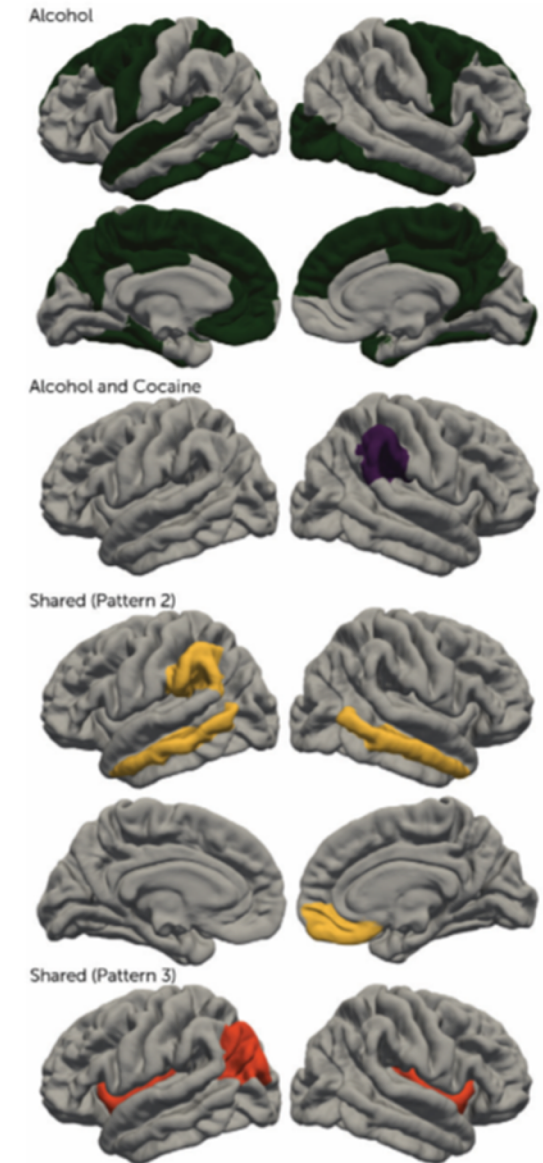 Alcohol
Alcohol and Cocaine
Shared (Pattern 2)
Shared (Pattern 3)